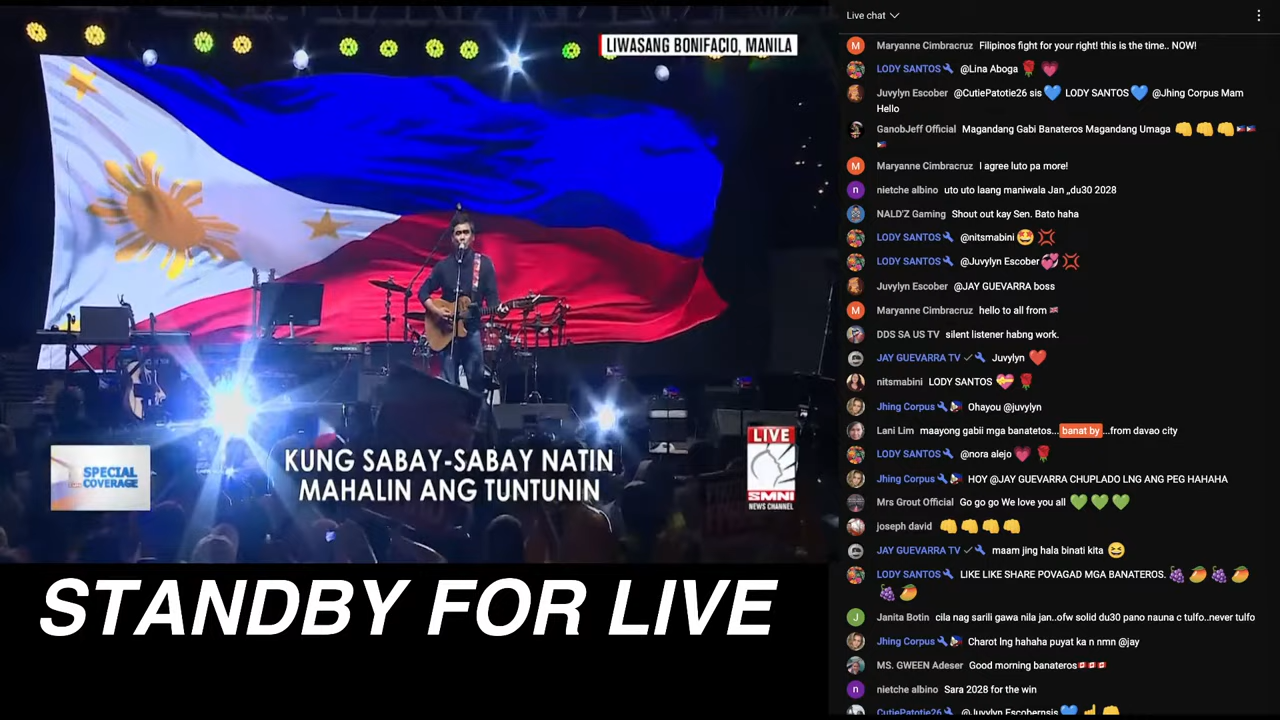 LIWASANG BONIFACIO, MANILA
SPECIAL
COVERAGE
KUNG SABAY-SABAY NATIN
MAHALIN ANG TUNTUNIN
LIVE
SMNI
NEWS CHANNEL
STANDBY FOR LIVE
Live chat
Maryanne Cimbracruz Filipinos fight for your right! this is the time.. NOW!
LODY SANTOS @Lina Aboga 🌹 💗
Juvylyn Escober @CutiePatotie26 sis 💙 LODY SANTOS 💙 @Jhing Corpus Mam
Hello
GanobJeff Official Magandang Gabi Banateros Magandang Umaga 👊 👊 👊 🇵🇭🇵🇭
🇵🇭
Maryanne Cimbracruz I agree luto pa more!
nietche albino uto uto laang maniwala Jan ,,du30 2028
NALD'Z Gaming Shout out kay Sen. Bato haha
LODY SANTOS @nitsmabini 🤩 💢
LODY SANTOS @Juvylyn Escober 💞 💢
Juvylyn Escober @JAY GUEVARRA boss
Maryanne Cimbracruz hello to all from 🇬🇧
DDS SA US TV silent listener habng work.
JAY GUEVARRA TV Juvylyn ❤️
nitsmabini LODY SANTOS 💝 🌹
Jhing Corpus Ohayou @juvylyn
Lani Lim maayong gabii mga banatetos... banat by ...from davao city
LODY SANTOS @nora alejo 💗 🌹
Jhing Corpus HOY @JAY GUEVARRA CHUPLADO LNG ANG PEG HAHAHA
Mrs Grout Official Go go go We love you all 💚 💚 💚
joseph david 👊 👊 👊 👊
JAY GUEVARRA TV maam jing hala binati kita 😆
LODY SANTOS LIKE LIKE SHARE POVAGAD MGA BANATEROS. 🍇 🥭 🍇 🥭
🍇 🥭
Janita Botin cila nag sarili gawa nila jan..ofw solid du30 pano nauna c tulfo..never tulfo
Jhing Corpus Charot lng hahaha puyat ka n nmn @jay
MS. GWEEN Adeser Good morning banateros 🇨🇦🇨🇦🇨🇦
nietche albino Sara 2028 for the win
CutiePatotie26 @Juvylyn Escobernsis 💙 ☝️ 👊